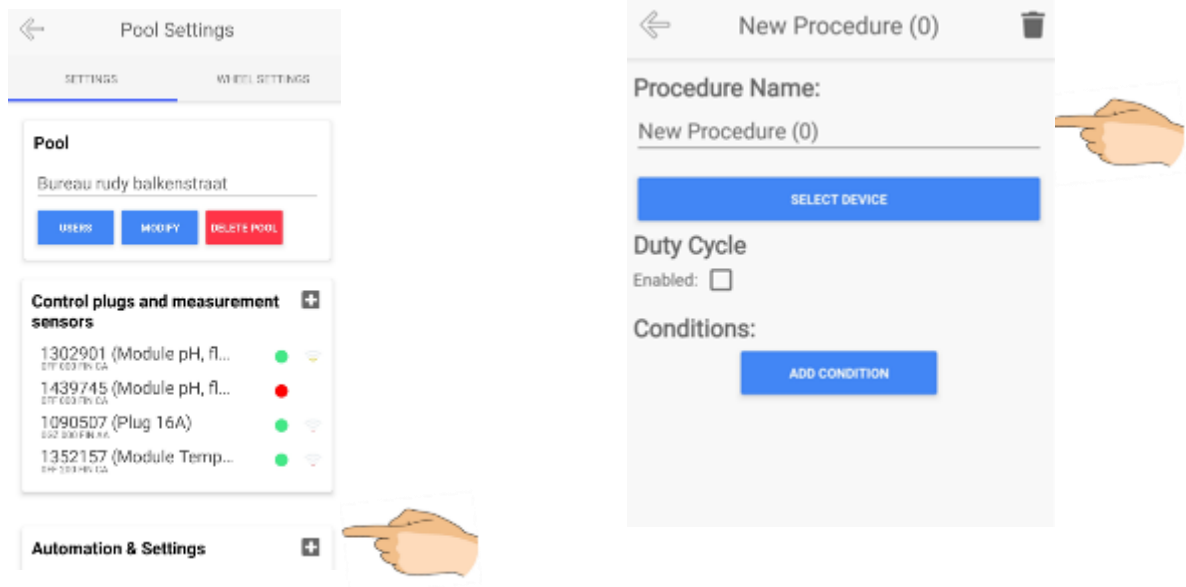 Pool Settings
SETTINGS WHEEL SETTINGS
Pool
Bureau rudy balkenstraat
USERS MODIFY DELETE POOL
Control plugs and measurement
sensors
1302901 (Module pH, fl...
1439745 (Module pH, fl...
1090507 (Plug 16A)
1352157 (Module Temp...
Automation & Settings
New Procedure (0)
Procedure Name:
New Procedure (0)
SELECT DEVICE
Duty Cycle
Enabled:
Conditions:
ADD CONDITION